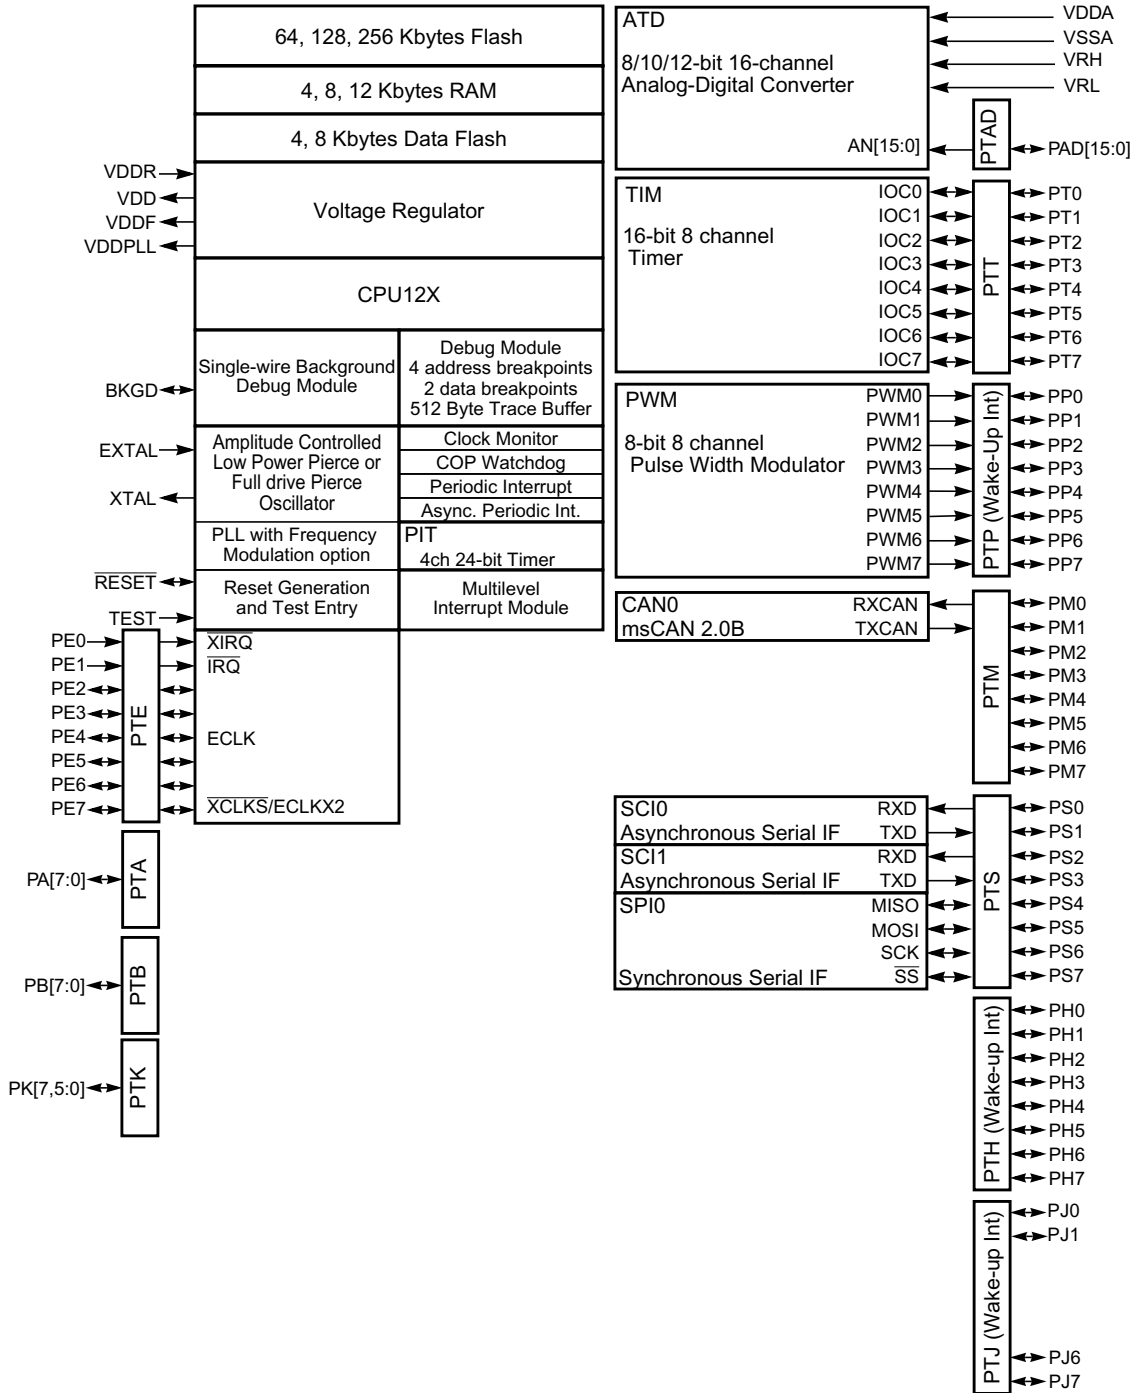 64, 128, 256 Kbytes Flash
4, 8, 12 Kbytes RAM
4, 8 Kbytes Data Flash
VDDR
VDD
VDDF
VDDPLL
Voltage Regulator
CPU12X
BKGD
Single-wire Background
Debug Module
Debug Module
4 address breakpoints
2 data breakpoints
512 Byte Trace Buffer
EXTAL
XTAL
Amplitude Controlled
Low Power Pierce or
Full drive Pierce
Oscillator
Clock Monitor
COP Watchdog
Periodic Interrupt
Async. Periodic Int.
PLL with Frequency
Modulation option
PIT
4ch 24-bit Timer
RESET
TEST
Reset Generation
and Test Entry
Multilevel
Interrupt Module
PE0
PE1
PE2
PE3
PE4
PE5
PE6
PE7
PTE
XIRQ
IRQ
ECLK
XCLKS/ECLKX2
PA[7:0]
PTA
PB[7:0]
PTB
PK[7,5:0]
PTK
ATD
8/10/12-bit 16-channel
Analog-Digital Converter
AN[15:0]
VDDA
VSSA
VRH
VRL
PTAD
PAD[15:0]
TIM
16-bit 8 channel
Timer
IOC0
IOC1
IOC2
IOC3
IOC4
IOC5
IOC6
IOC7
PTT
PT0
PT1
PT2
PT3
PT4
PT5
PT6
PT7
PWM
8-bit 8 channel
Pulse Width Modulator
PWM0
PWM1
PWM2
PWM3
PWM4
PWM5
PWM6
PWM7
PTP (Wake-Up Int)
PP0
PP1
PP2
PP3
PP4
PP5
PP6
PP7
CAN0
msCAN 2.0B
RXCAN
TXCAN
PTM
PM0
PM1
PM2
PM3
PM4
PM5
PM6
PM7
SCI0
Asynchronous Serial IF
RXD
TXD
SCI1
Asynchronous Serial IF
RXD
TXD
SPI0
Synchronous Serial IF
MISO
MOSI
SCK
SS
PTS
PS0
PS1
PS2
PS3
PS4
PS5
PS6
PS7
PTH (Wake-up Int)
PH0
PH1
PH2
PH3
PH4
PH5
PH6
PH7
PTJ (Wake-up Int)
PJ0
PJ1
PJ6
PJ7